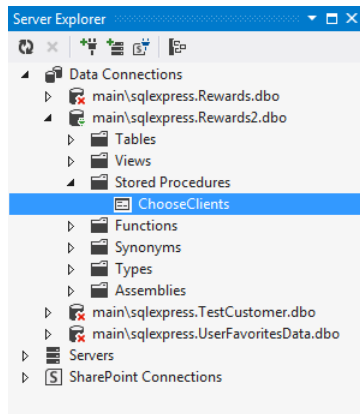 Server Explorer
Data Connections
main\sqlexpress.Rewards.dbo
main\sqlexpress.Rewards2.dbo
Tables
Views
Stored Procedures
ChooseClients
Functions
Synonyms
Types
Assemblies
main\sqlexpress.TestCustomer.dbo
main\sqlexpress.UserFavoritesData.dbo
Servers
SharePoint Connections